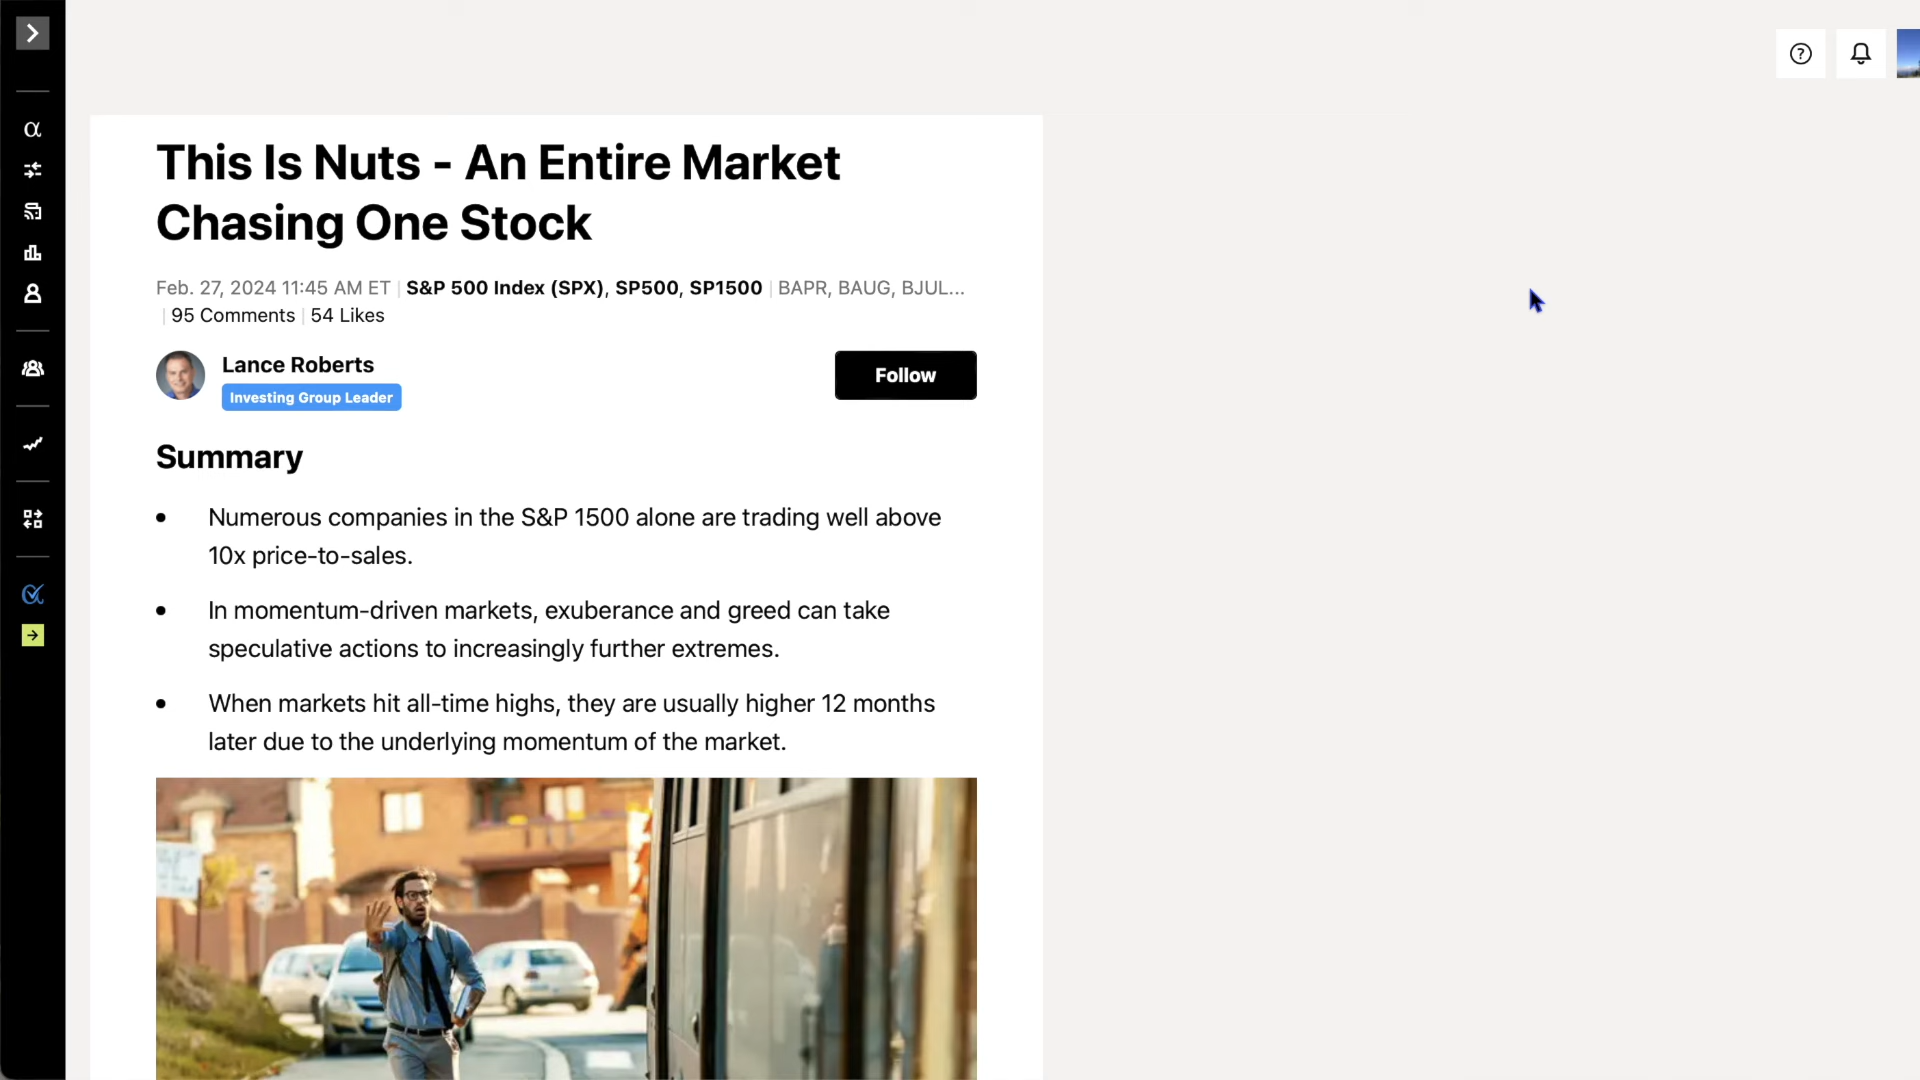 This Is Nuts - An Entire Market
Chasing One Stock
Feb. 27, 2024 11:45 AM ET | S&P 500 Index (SPX), SP500, SP1500 | BAPR, BAUG, BJUL...
| 95 Comments | 54 Likes
Lance Roberts
Investing Group Leader
Follow
Summary
• Numerous companies in the S&P 1500 alone are trading well above
10x price-to-sales.
• In momentum-driven markets, exuberance and greed can take
speculative actions to increasingly further extremes.
• When markets hit all-time highs, they are usually higher 12 months
later due to the underlying momentum of the market.